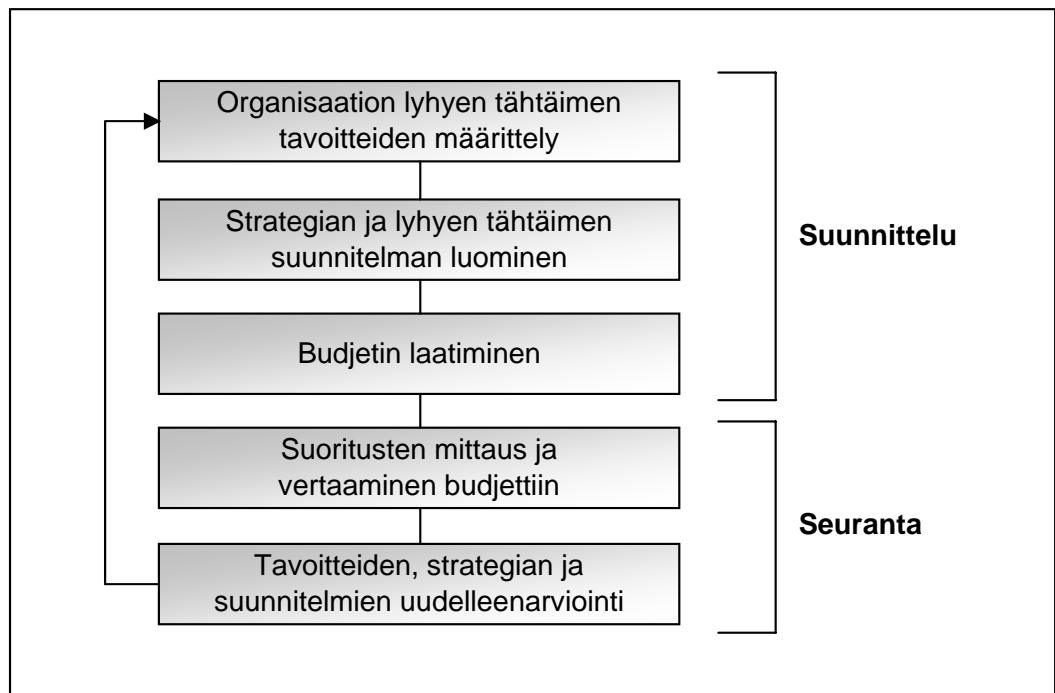 Organisaation lyhyen tähtäimen
tavoitteiden määrittely
Strategian ja lyhyen tähtäimen
suunnitelman luominen
Suunnittelu
Budjetin laatiminen
Suoritusten mittaus ja
vertaaminen budjettiin
Seuranta
Tavoitteiden, strategian ja
suunnitelmien uudelleenarviointi